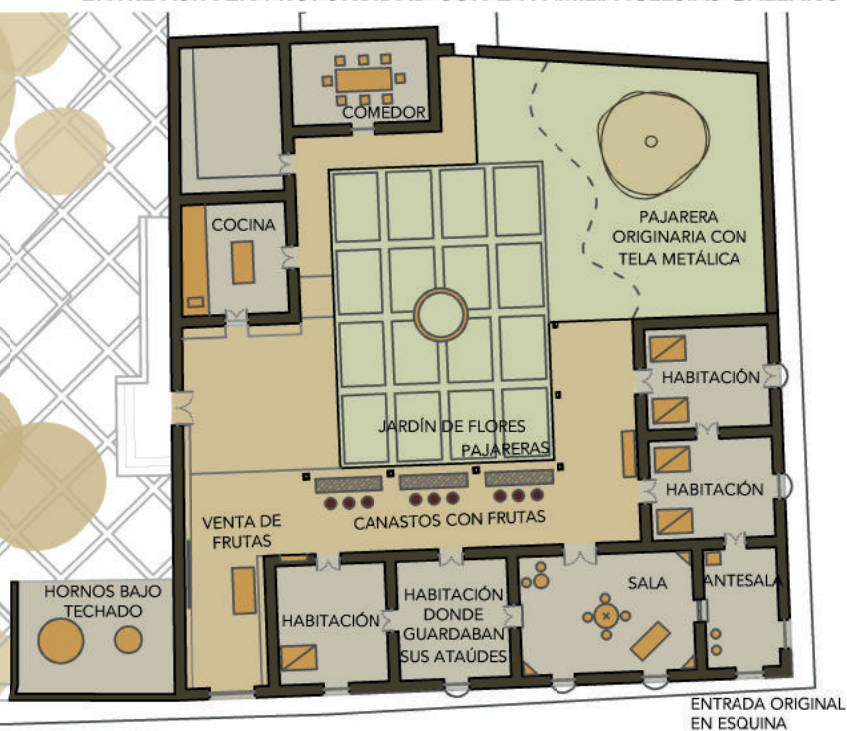 COMEDOR
COCINA
PAJARERA
ORIGINARIA CON
TELA METÁLICA
HABITACIÓN
JARDÍN DE FLORES
PAJARERAS
HABITACIÓN
VENTA DE
FRUTAS
CANASTOS CON FRUTAS
HORNOS BAJO
TECHADO
HABITACIÓN
HABITACIÓN
DONDE
GUARDABAN
SUS ATAÚDES
SALA
ANTESALA
ENTRADA ORIGINAL
EN ESQUINA